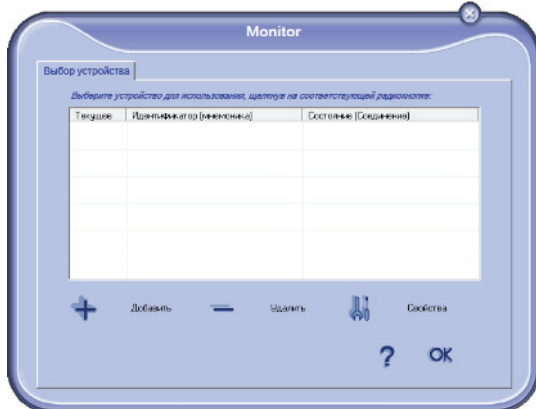 Monitor
Выбор устройства
Выберите устройство для использования, щелкнув на соответствующей радиокнопке:
Текущее Идентификатор (мнемоника) Состояние (Соединение)
Добавить Удалить Свойства
? OK